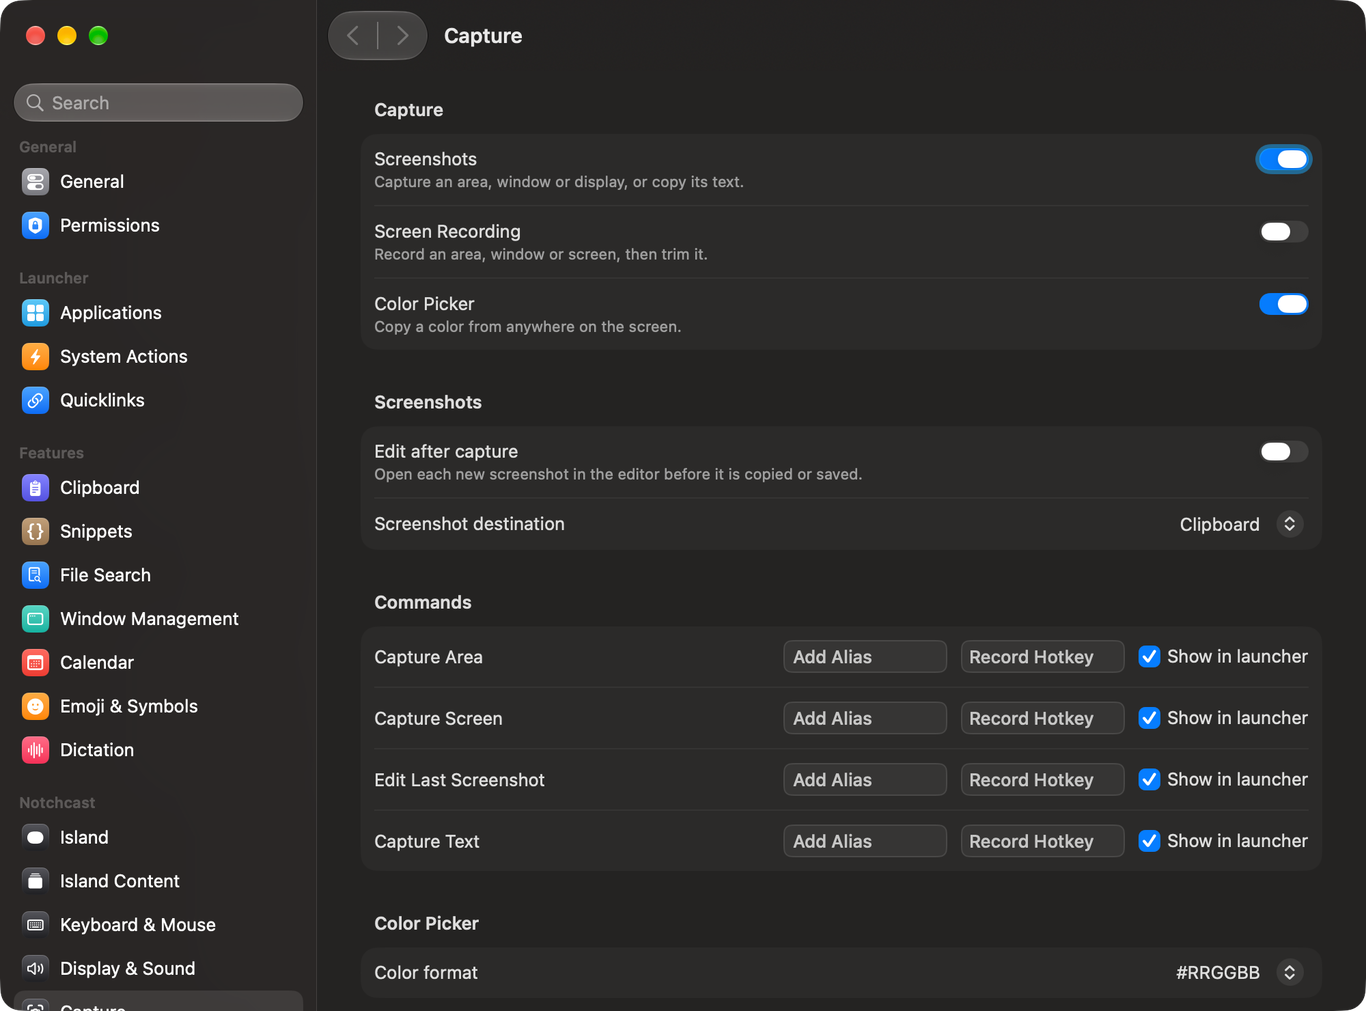 Capture
Search
General
General
Permissions
Launcher
Applications
System Actions
Quicklinks
Features
Clipboard
Snippets
File Search
Window Management
Calendar
Emoji & Symbols
Dictation
Notchcast
Island
Island Content
Keyboard & Mouse
Display & Sound
Capture
Capture
Screenshots
Capture an area, window or display, or copy its text.
Screen Recording
Record an area, window or screen, then trim it.
Color Picker
Copy a color from anywhere on the screen.
Screenshots
Edit after capture
Open each new screenshot in the editor before it is copied or saved.
Screenshot destination Clipboard
Commands
Capture Area Add Alias Record Hotkey Show in launcher
Capture Screen Add Alias Record Hotkey Show in launcher
Edit Last Screenshot Add Alias Record Hotkey Show in launcher
Capture Text Add Alias Record Hotkey Show in launcher
Color Picker
Color format #RRGGBB